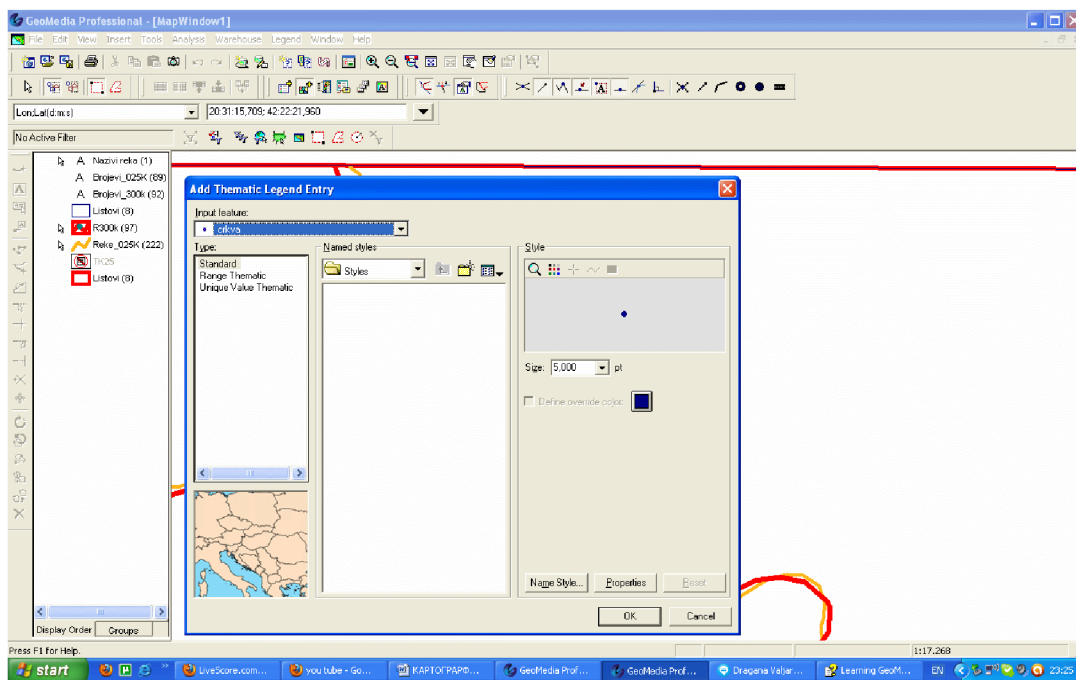 GeoMedia Professional - [MapWindow1]
File Edit View Insert Tools Analysis Warehouse Legend Window Help
Lon;Lat(d:m:s) 20:31:15,709; 42:22:21,960
No Active Filter
A Nazivi reka (1)
A Brojevi_025K (89)
A Brojevi_300k (92)
Listovi (8)
R300k (97)
Reke_025K (222)
TK25
Listovi (8)
Display Order Groups
Add Thematic Legend Entry
Input feature:
crkva
Type:
Standard
Range Thematic
Unique Value Thematic
Named styles
Styles
Style
Size: 5,000 pt
Define override color:
Name Style... Properties Reset
OK Cancel
Press F1 for Help.
1:17.268
start LiveScore.com... you tube - Go... КАРТОГРАРФ... GeoMedia Prof... GeoMedia Prof... Dragana Valjar... Learning GeoM... EN 23:25